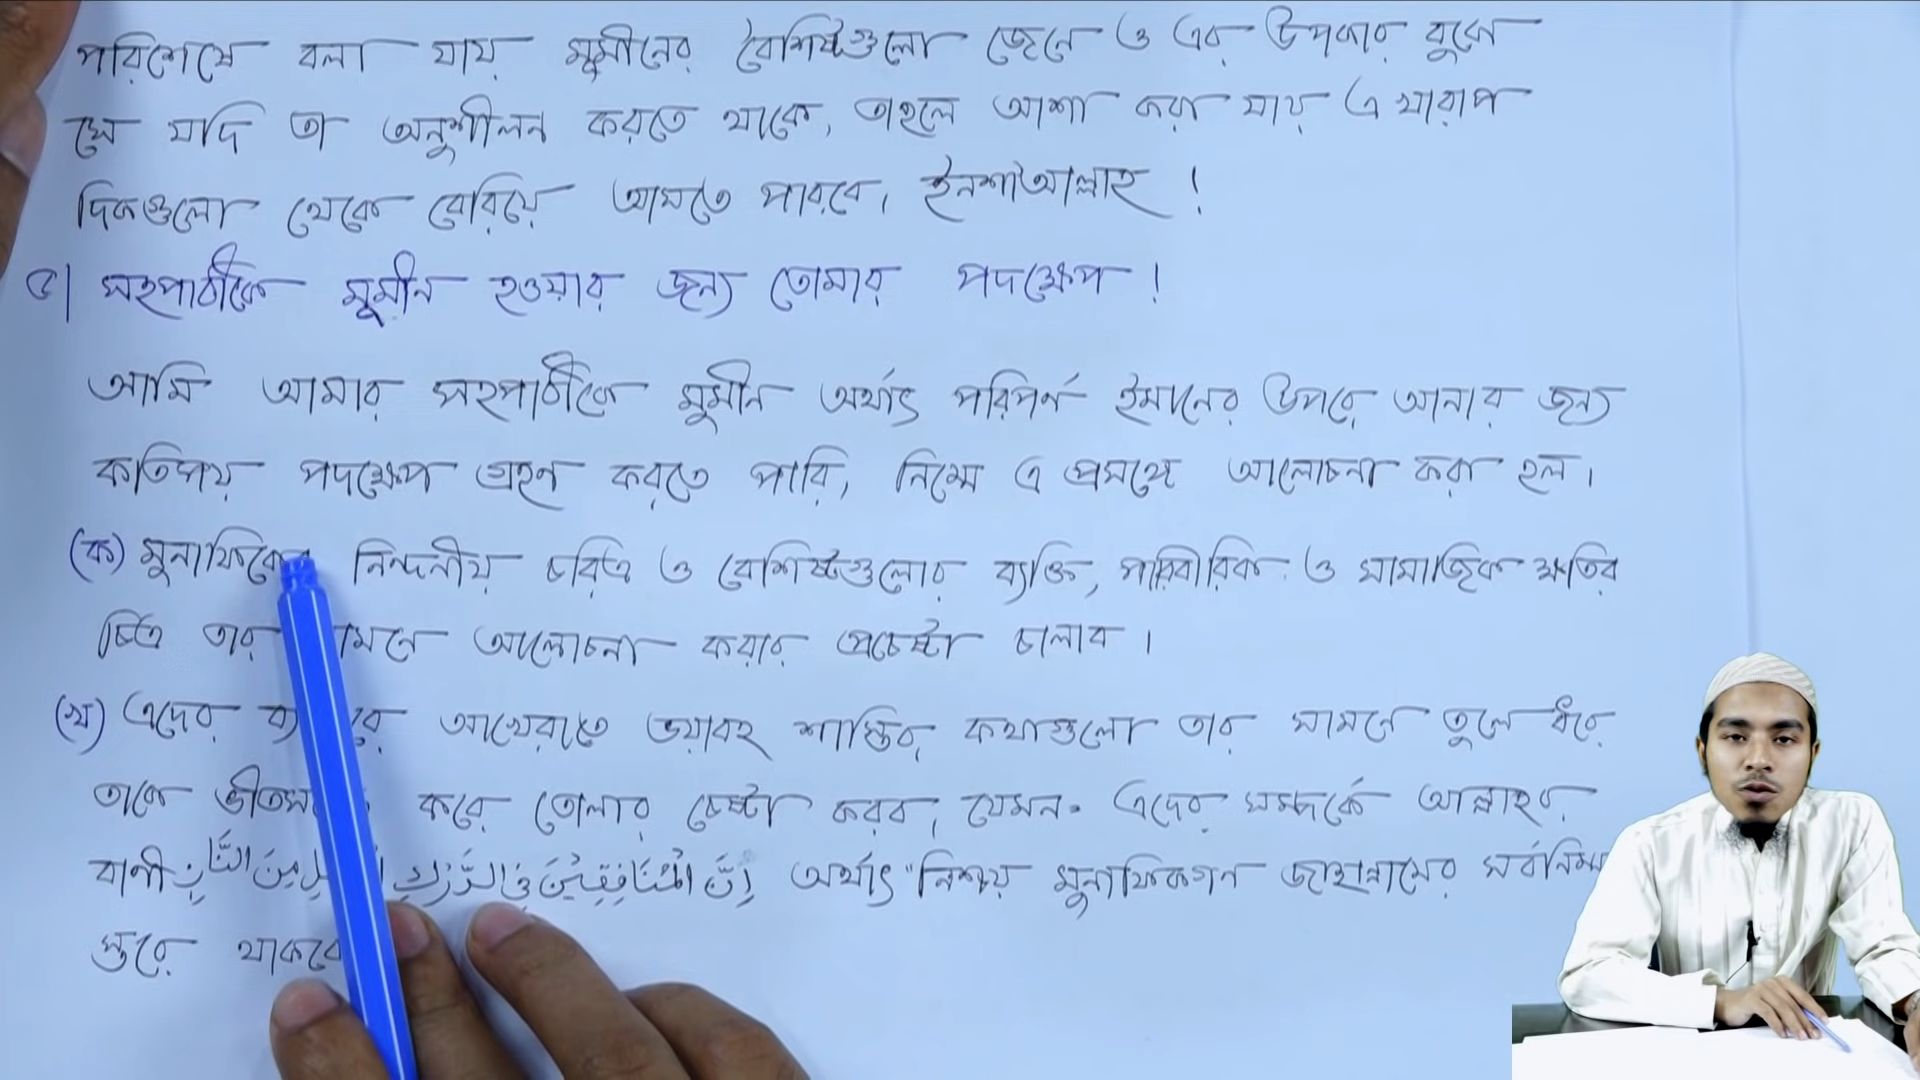 পরিশেষে বলা যায় মুমীনের বৈশিষ্টগুলো জেনে ও এর উপকার বুঝে
সে যদি তা অনুশীলন করতে থাকে, তাহলে আশা করা যায় এ খারাপ
দিকগুলো থেকে বেরিয়ে আসতে পারবে, ইনশাআল্লাহ !
৩| সহপাঠীকে মুমীন হওয়ার জন্য তোমার পদক্ষেপ !
আমি আমার সহপাঠীকে মুমীন অর্থাৎ পরিপূর্ণ ইমানের উপরে আনার জন্য
কতিপয় পদক্ষেপ গ্রহণ করতে পারি, নিম্মে এ প্রসঙ্গে আলোচনা করা হল।
(ক) মুনাফিকের নিন্দনীয় চরিত্র ও বৈশিষ্টগুলোর ব্যক্তি, পারিবারিক ও সামাজিক ক্ষতির
চিত্র তার সামনে আলোচনা করার প্রচেষ্টা চালাব।
(খ) এদের আখেরাতে ভয়াবহ শাস্তির কথাগুলো তার সামনে তুলে ধরে
তাকে করে তোলার চেষ্টা করব, যেমন- এদের সম্পর্কে আল্লাহর
বাণী إِنَّ الْمُنَافِقِيْنَ فِي الدَّرْكِ مِنَ النَّارِ অর্থাৎ "নিশ্চয় মুনাফিকগন জাহান্নামের সর্বনিম্ম
স্তরে থাকবে